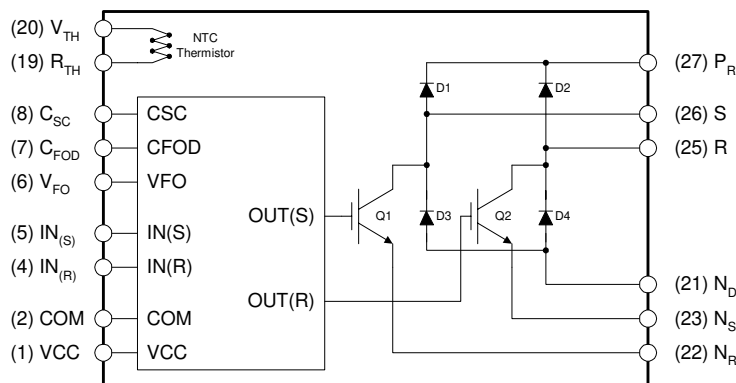 (20) V_TH
(19) R_TH
NTC
Thermistor
(8) C_SC
(7) C_FOD
(6) V_FO
(5) IN_(S)
(4) IN_(R)
(2) COM
(1) VCC
CSC
CFOD
VFO
IN(S)
IN(R)
COM
VCC
OUT(S)
OUT(R)
D1
D2
Q1
D3
Q2
D4
(27) P_R
(26) S
(25) R
(21) N_D
(23) N_S
(22) N_R